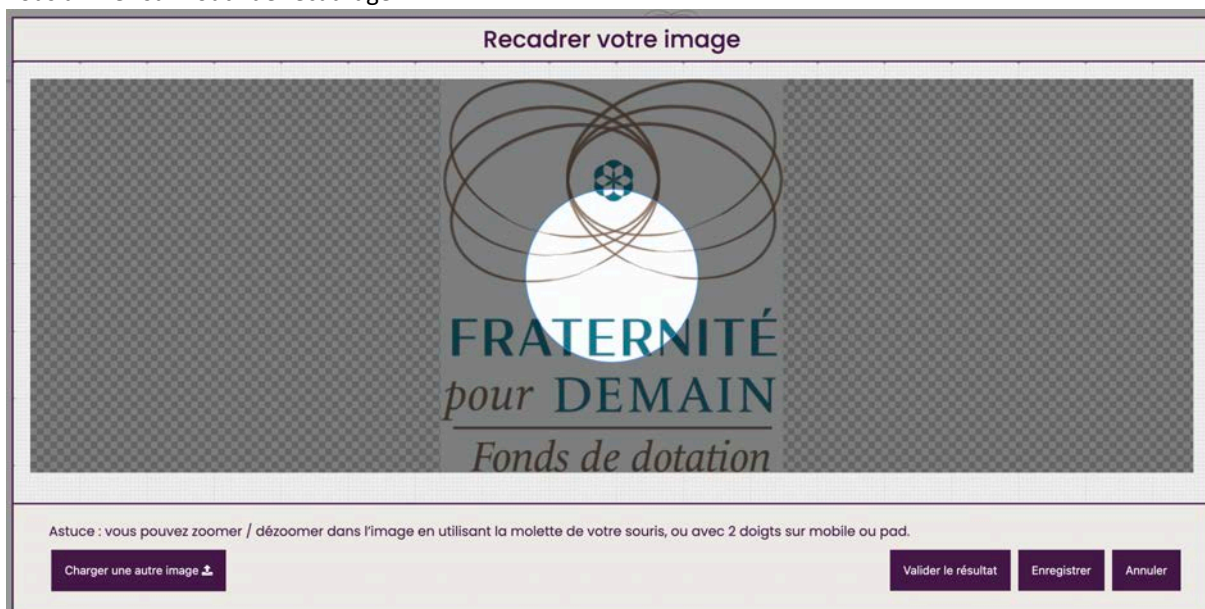 Recadrer votre image
FRATERNITÉ
pour DEMAIN
Fonds de dotation
Astuce : vous pouvez zoomer / dézoomer dans l'image en utilisant la molette de votre souris, ou avec 2 doigts sur mobile ou pad.
Charger une autre image
Valider le résultat
Enregistrer
Annuler